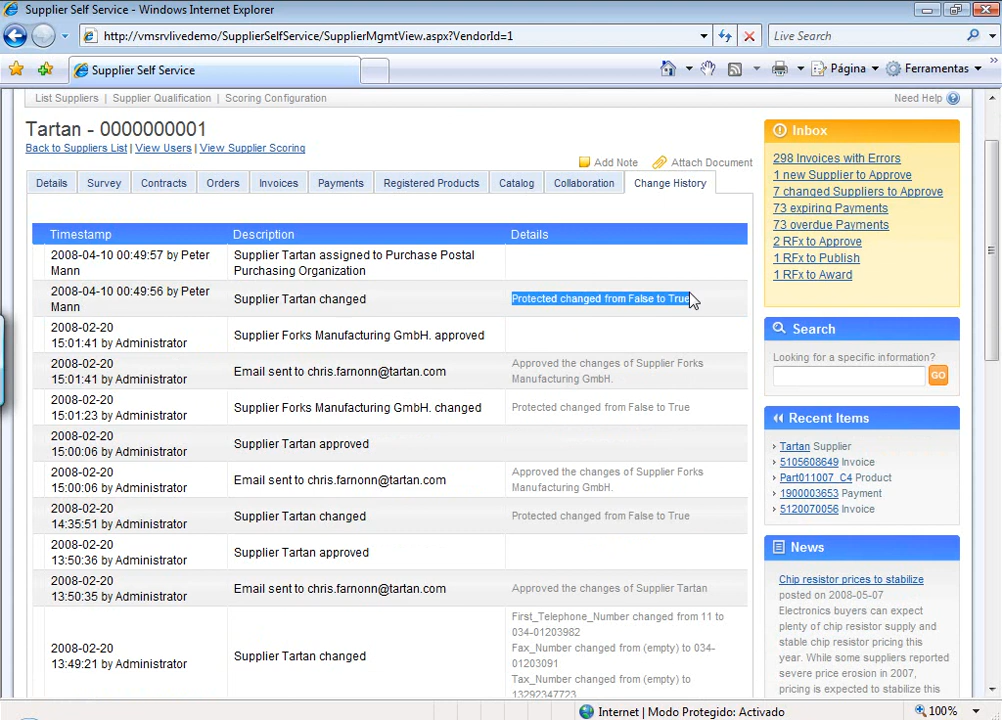 Supplier Self Service - Windows Internet Explorer
http://vmsrvlivedemo/SupplierSelfService/SupplierMgmtView.aspx?VendorId=1
Live Search
Supplier Self Service
Página
Ferramentas
List Suppliers | Supplier Qualification | Scoring Configuration
Need Help
Tartan - 0000000001
Back to Suppliers List | View Users | View Supplier Scoring
Add Note
Attach Document
Details
Survey
Contracts
Orders
Invoices
Payments
Registered Products
Catalog
Collaboration
Change History
Timestamp
Description
Details
2008-04-10 00:49:57 by Peter
Mann
Supplier Tartan assigned to Purchase Postal
Purchasing Organization
2008-04-10 00:49:56 by Peter
Mann
Supplier Tartan changed
Protected changed from False to True
2008-02-20
15:01:41 by Administrator
Supplier Forks Manufacturing GmbH. approved
2008-02-20
15:01:41 by Administrator
Email sent to chris.farnonn@tartan.com
Approved the changes of Supplier Forks
Manufacturing GmbH.
2008-02-20
15:01:23 by Administrator
Supplier Forks Manufacturing GmbH. changed
Protected changed from False to True
2008-02-20
15:00:06 by Administrator
Supplier Tartan approved
2008-02-20
15:00:06 by Administrator
Email sent to chris.farnonn@tartan.com
Approved the changes of Supplier Forks
Manufacturing GmbH.
2008-02-20
14:35:51 by Administrator
Supplier Tartan changed
Protected changed from False to True
2008-02-20
13:50:36 by Administrator
Supplier Tartan approved
2008-02-20
13:50:35 by Administrator
Email sent to chris.farnonn@tartan.com
Approved the changes of Supplier Tartan
2008-02-20
13:49:21 by Administrator
Supplier Tartan changed
First_Telephone_Number changed from 11 to
034-01203982
Fax_Number changed from (empty) to 034-
01203091
Tax_Number changed from (empty) to
13292347723
Inbox
298 Invoices with Errors
1 new Supplier to Approve
7 changed Suppliers to Approve
73 expiring Payments
73 overdue Payments
2 RFx to Approve
1 RFx to Publish
1 RFx to Award
Search
Looking for a specific information?
GO
Recent Items
Tartan Supplier
5105608649 Invoice
Part011007_C4 Product
1900003653 Payment
5120070056 Invoice
News
Chip resistor prices to stabilize
posted on 2008-05-07
Electronics buyers can expect
plenty of chip resistor supply and
stable chip resistor pricing this
year. While some suppliers reported
severe price erosion in 2007,
pricing is expected to stabilize this
Internet | Modo Protegido: Activado
100%